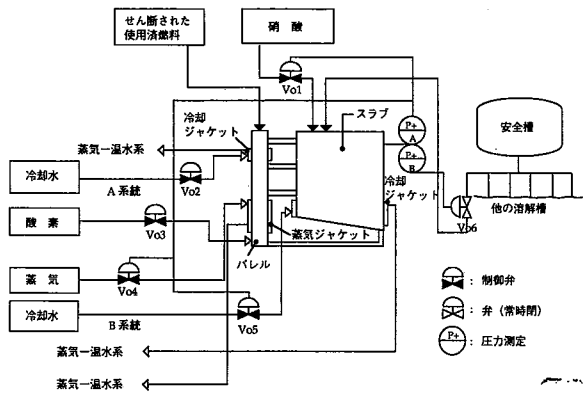 せん断された
使用済燃料
硝 酸
Vo1
冷却
ジャケット
スラブ
P+
A
P+
B
安全槽
蒸気ー温水系
冷却水
A 系統
Vo2
冷却
ジャケット
他の溶解槽
Vo6
酸 素
Vo3
蒸気ジャケット
バレル
蒸 気
Vo4
: 制御弁
冷却水
B 系統
Vo5
: 弁（常時閉）
蒸気ー温水系
P+
: 圧力測定
蒸気ー温水系